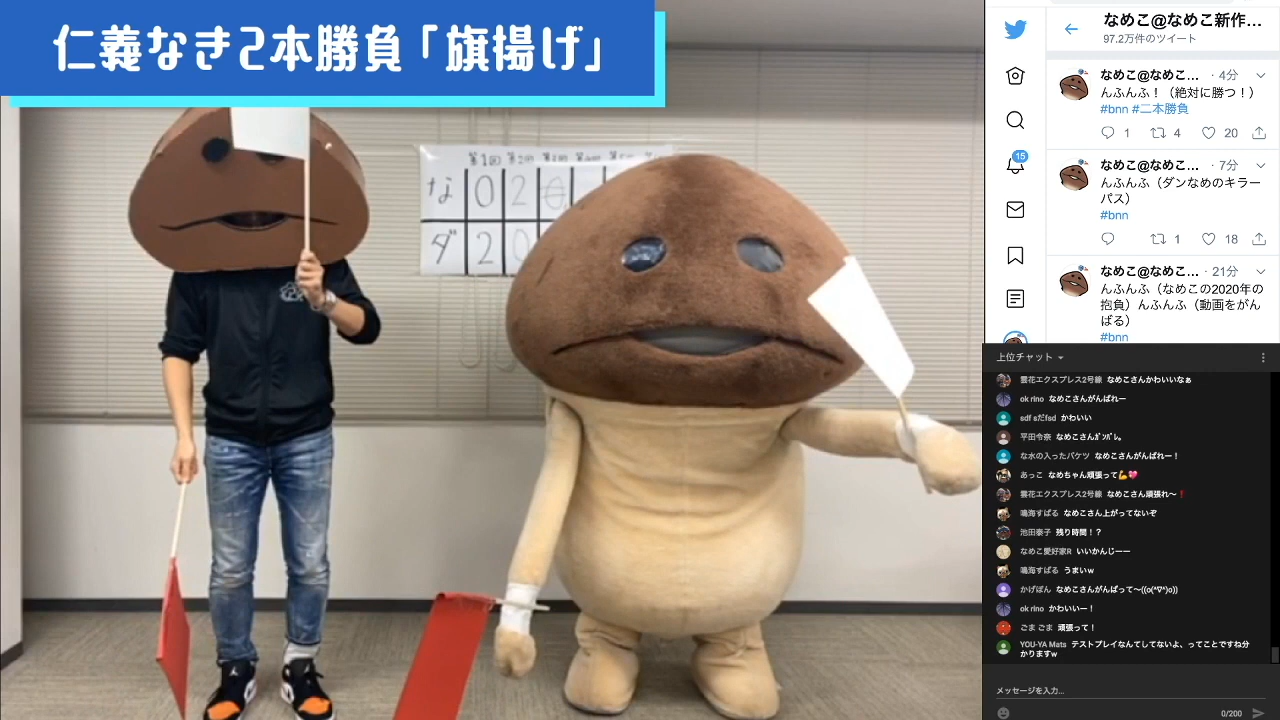 仁義なき2本勝負「旗揚げ」
第1回 第2回
な 0 2
ダ 2 0
なめこ@なめこ新作...
97.2万件のツイート
なめこ@なめこ... · 4分
んふんふ！（絶対に勝つ！）
#bnn #二本勝負
1 4 20
なめこ@なめこ... · 7分
んふんふ（ダンなめのキラー
パス）
#bnn
1 18
15
なめこ@なめこ... · 21分
んふんふ（なめこの2020年の
抱負）んふんふ（動画をがん
ばる）
#bnn
上位チャット
雲花エクスプレス2号線 なめこさんかわいいなぁ
ok rino なめこさんがんばれー
sdf sだfsd かわいい
平田令奈 なめこさんｶﾞﾝﾊﾞﾚ｡
な水の入ったバケツ なめこさんがんばれー！
あっこ なめちゃん頑張って💪💖
雲花エクスプレス2号線 なめこさん頑張れ〜❗
鳴海すばる なめこさん上がってないぞ
池田泰子 残り時間！？
なめこ愛好家R いいかんじーー
鳴海すばる うまいw
かげぽん なめこさんがんばって〜((o(*ﾟ∇ﾟ*)o))
ok rino かわいいー！
ごま ごま 頑張って！
YOU-YA Mats テストプレイなんてしてないよ、ってことですね分
かりますw
メッセージを入力...
0/200